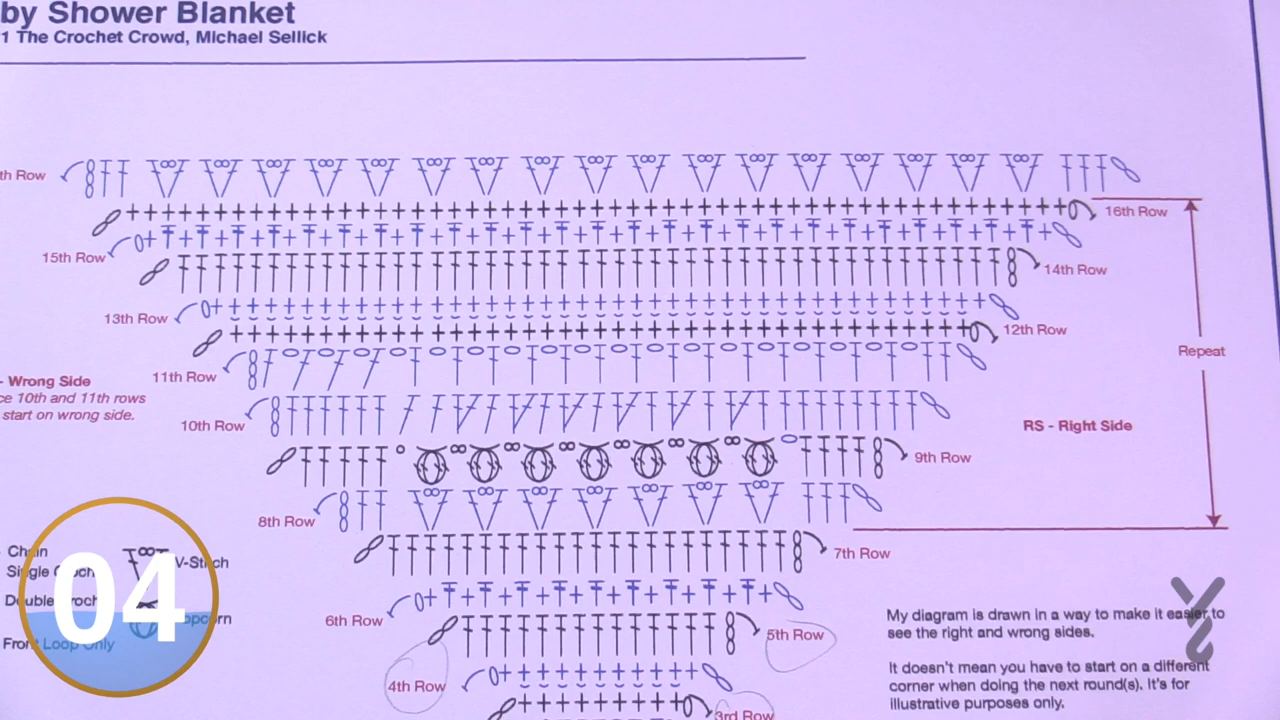 by Shower Blanket
1 The Crochet Crowd, Michael Sellick
th Row
16th Row
15th Row
14th Row
13th Row
12th Row
Repeat
11th Row
- Wrong Side
ce 10th and 11th rows
start on wrong side.
10th Row
RS - Right Side
9th Row
8th Row
7th Row
Chain
V-Stitch
Single
04
6th Row
My diagram is drawn in a way to make it easier to
see the right and wrong sides.
5th Row
Loop Only
It doesn't mean you have to start on a different
corner when doing the next round(s). It's for
illustrative purposes only.
4th Row
3rd Row